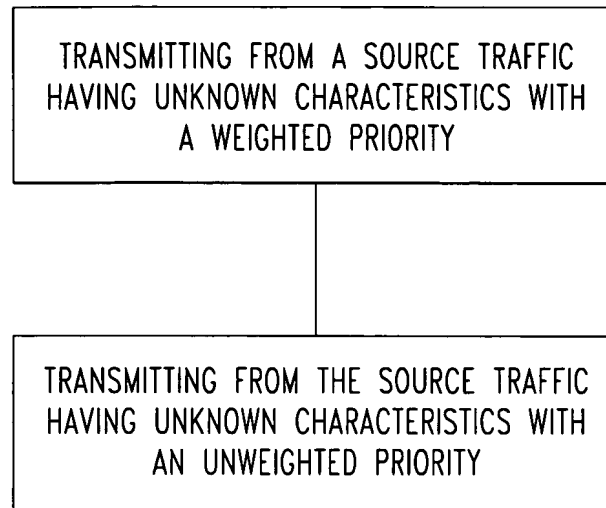 TRANSMITTING FROM A SOURCE TRAFFIC
HAVING UNKNOWN CHARACTERISTICS WITH
A WEIGHTED PRIORITY
TRANSMITTING FROM THE SOURCE TRAFFIC
HAVING UNKNOWN CHARACTERISTICS WITH
AN UNWEIGHTED PRIORITY